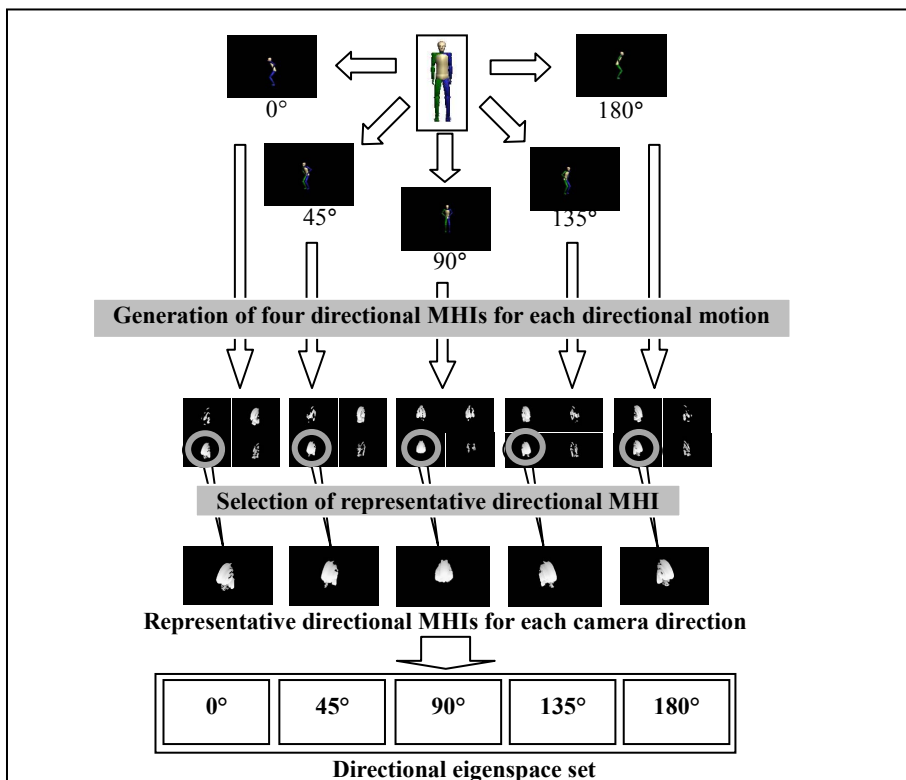 0°
180°
45°
135°
90°
Generation of four directional MHIs for each directional motion
Selection of representative directional MHI
Representative directional MHIs for each camera direction
0° 45° 90° 135° 180°
Directional eigenspace set